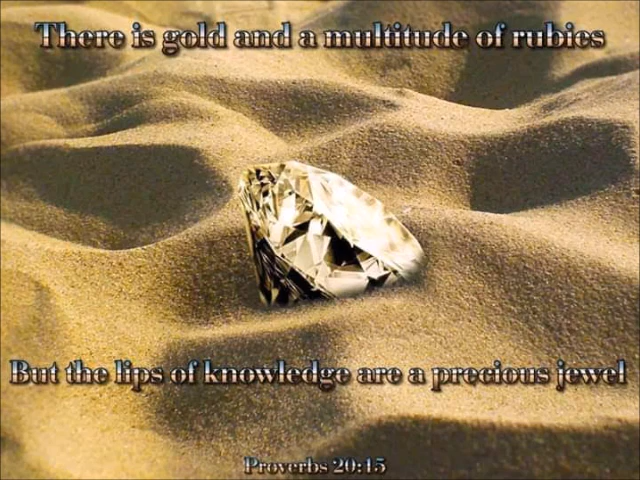 There is gold and a multitude of rubies
But the lips of knowledge are a precious jewel
Proverbs 20:15